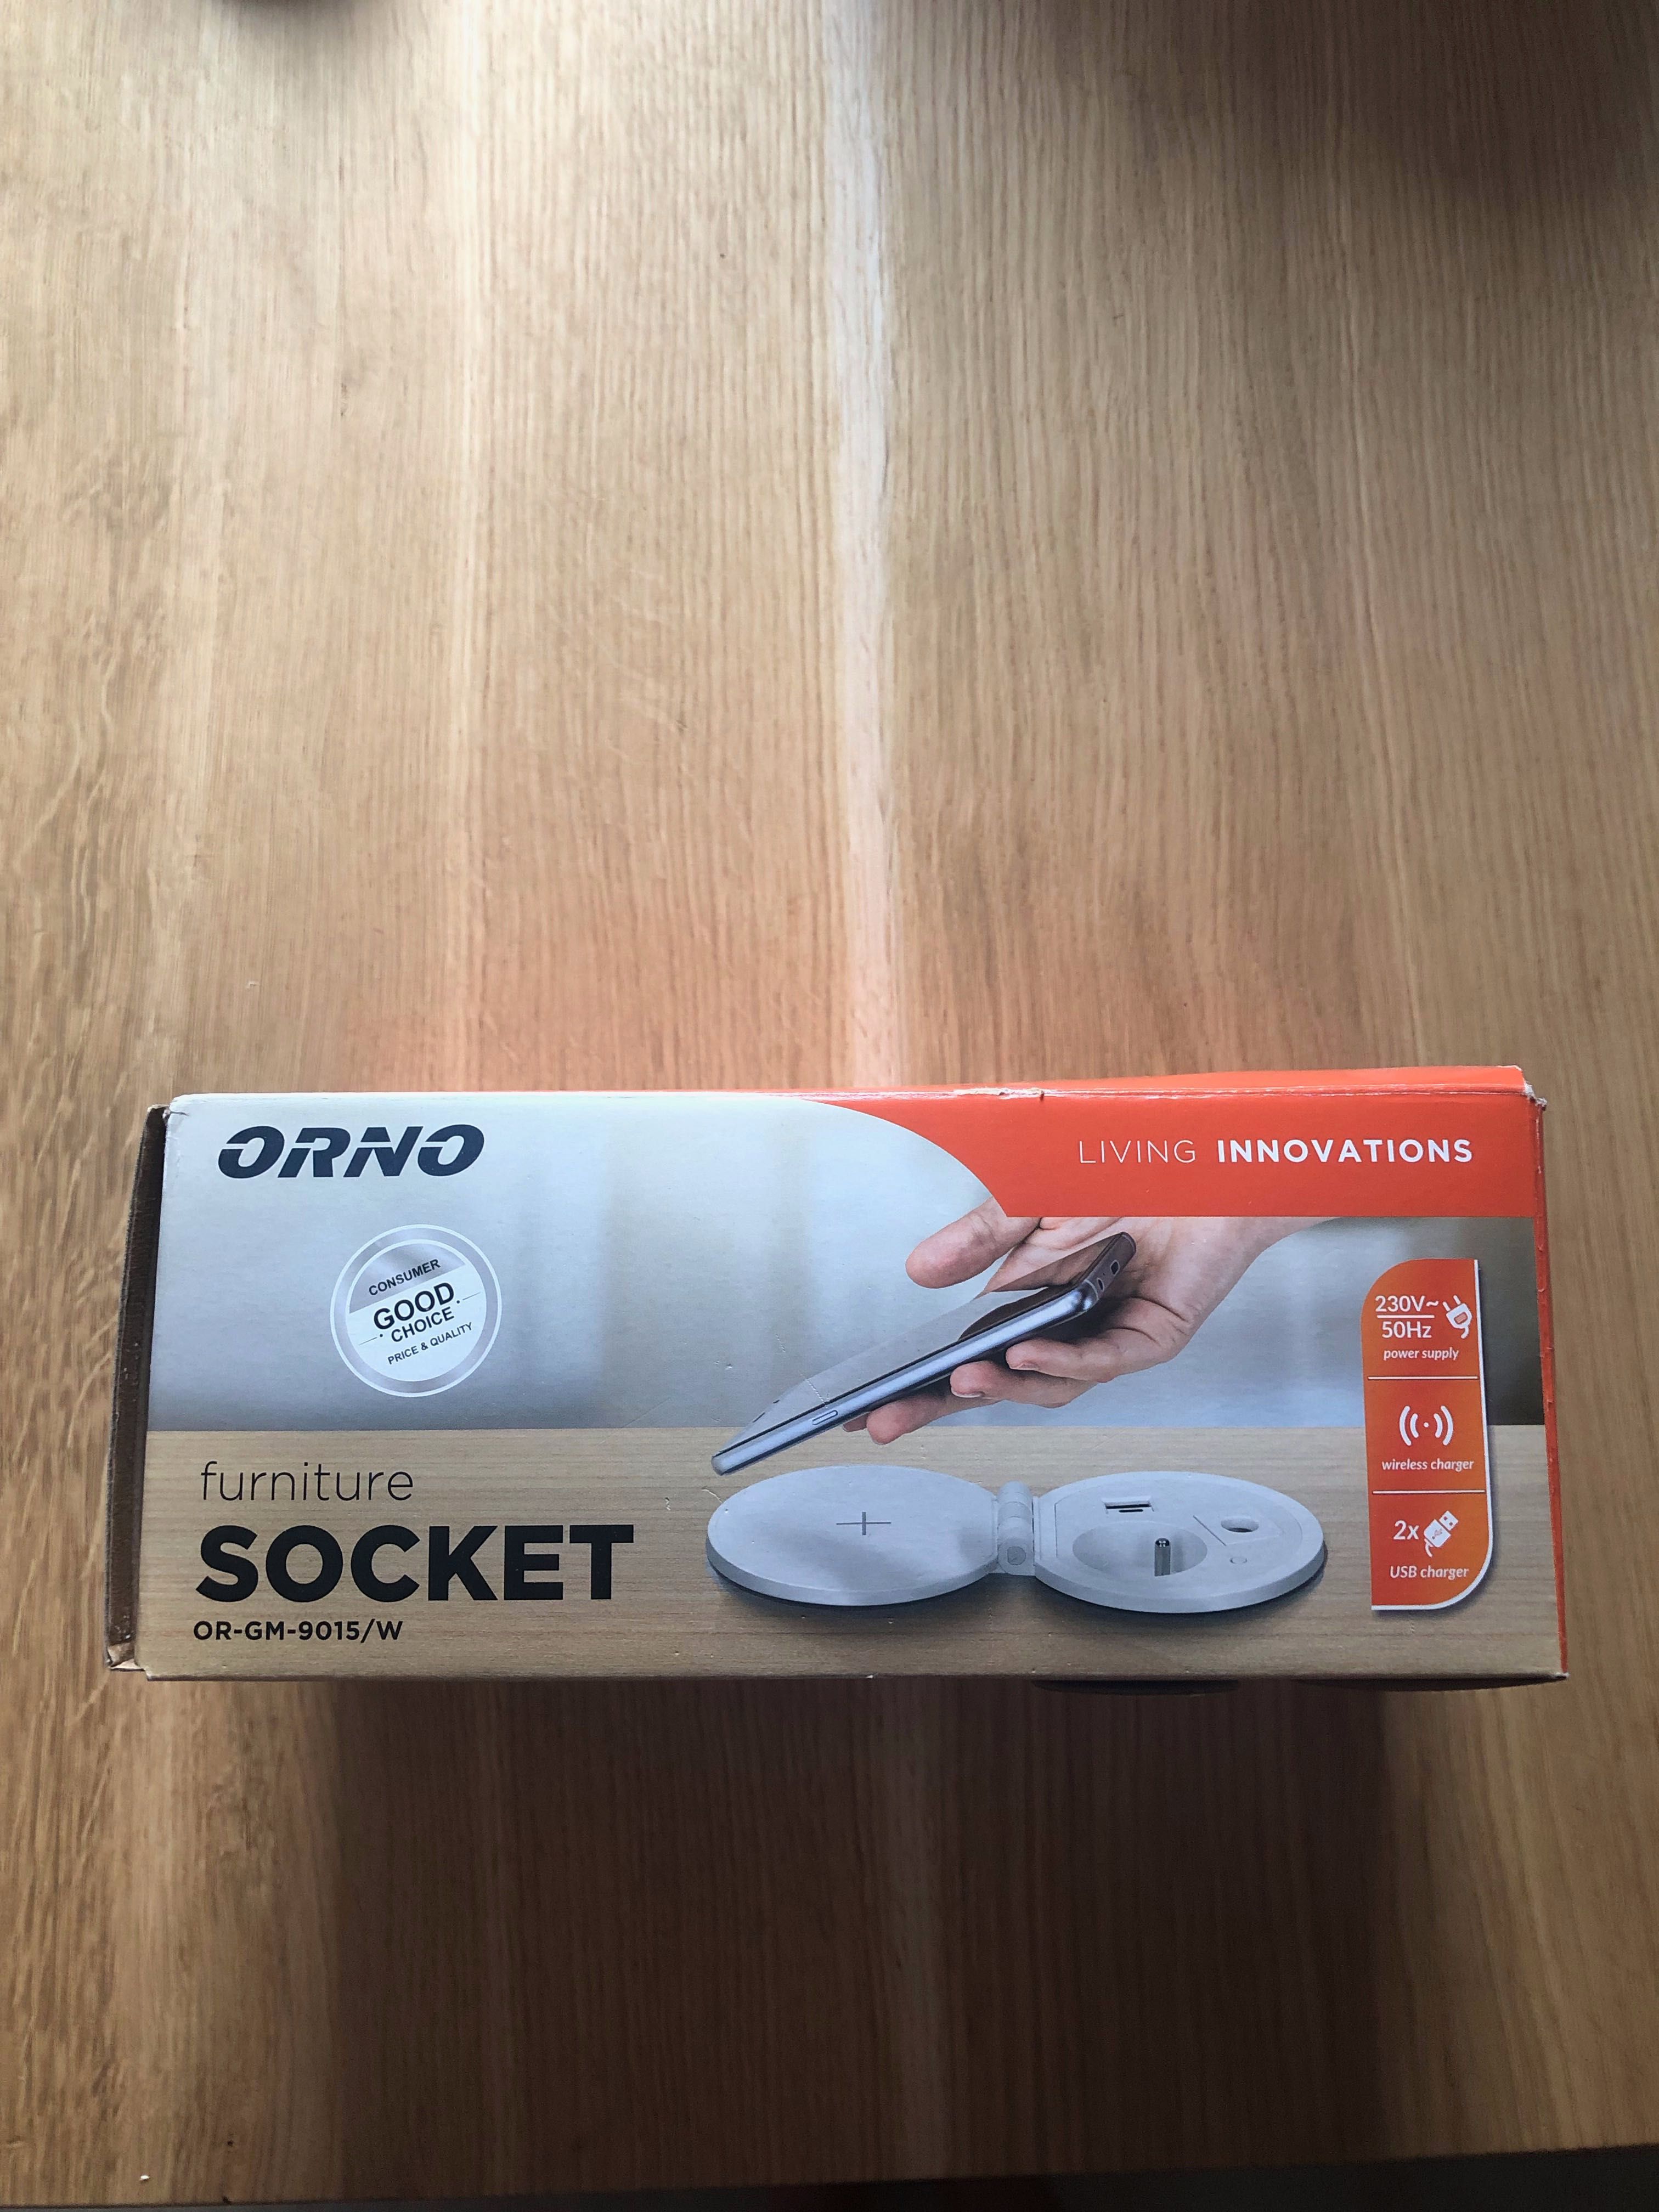 ORNO
LIVING INNOVATIONS
CONSUMER
GOOD
CHOICE
PRICE & QUALITY
230V~
50Hz
power supply
wireless charger
2x
USB charger
furniture
SOCKET
OR-GM-9015/W